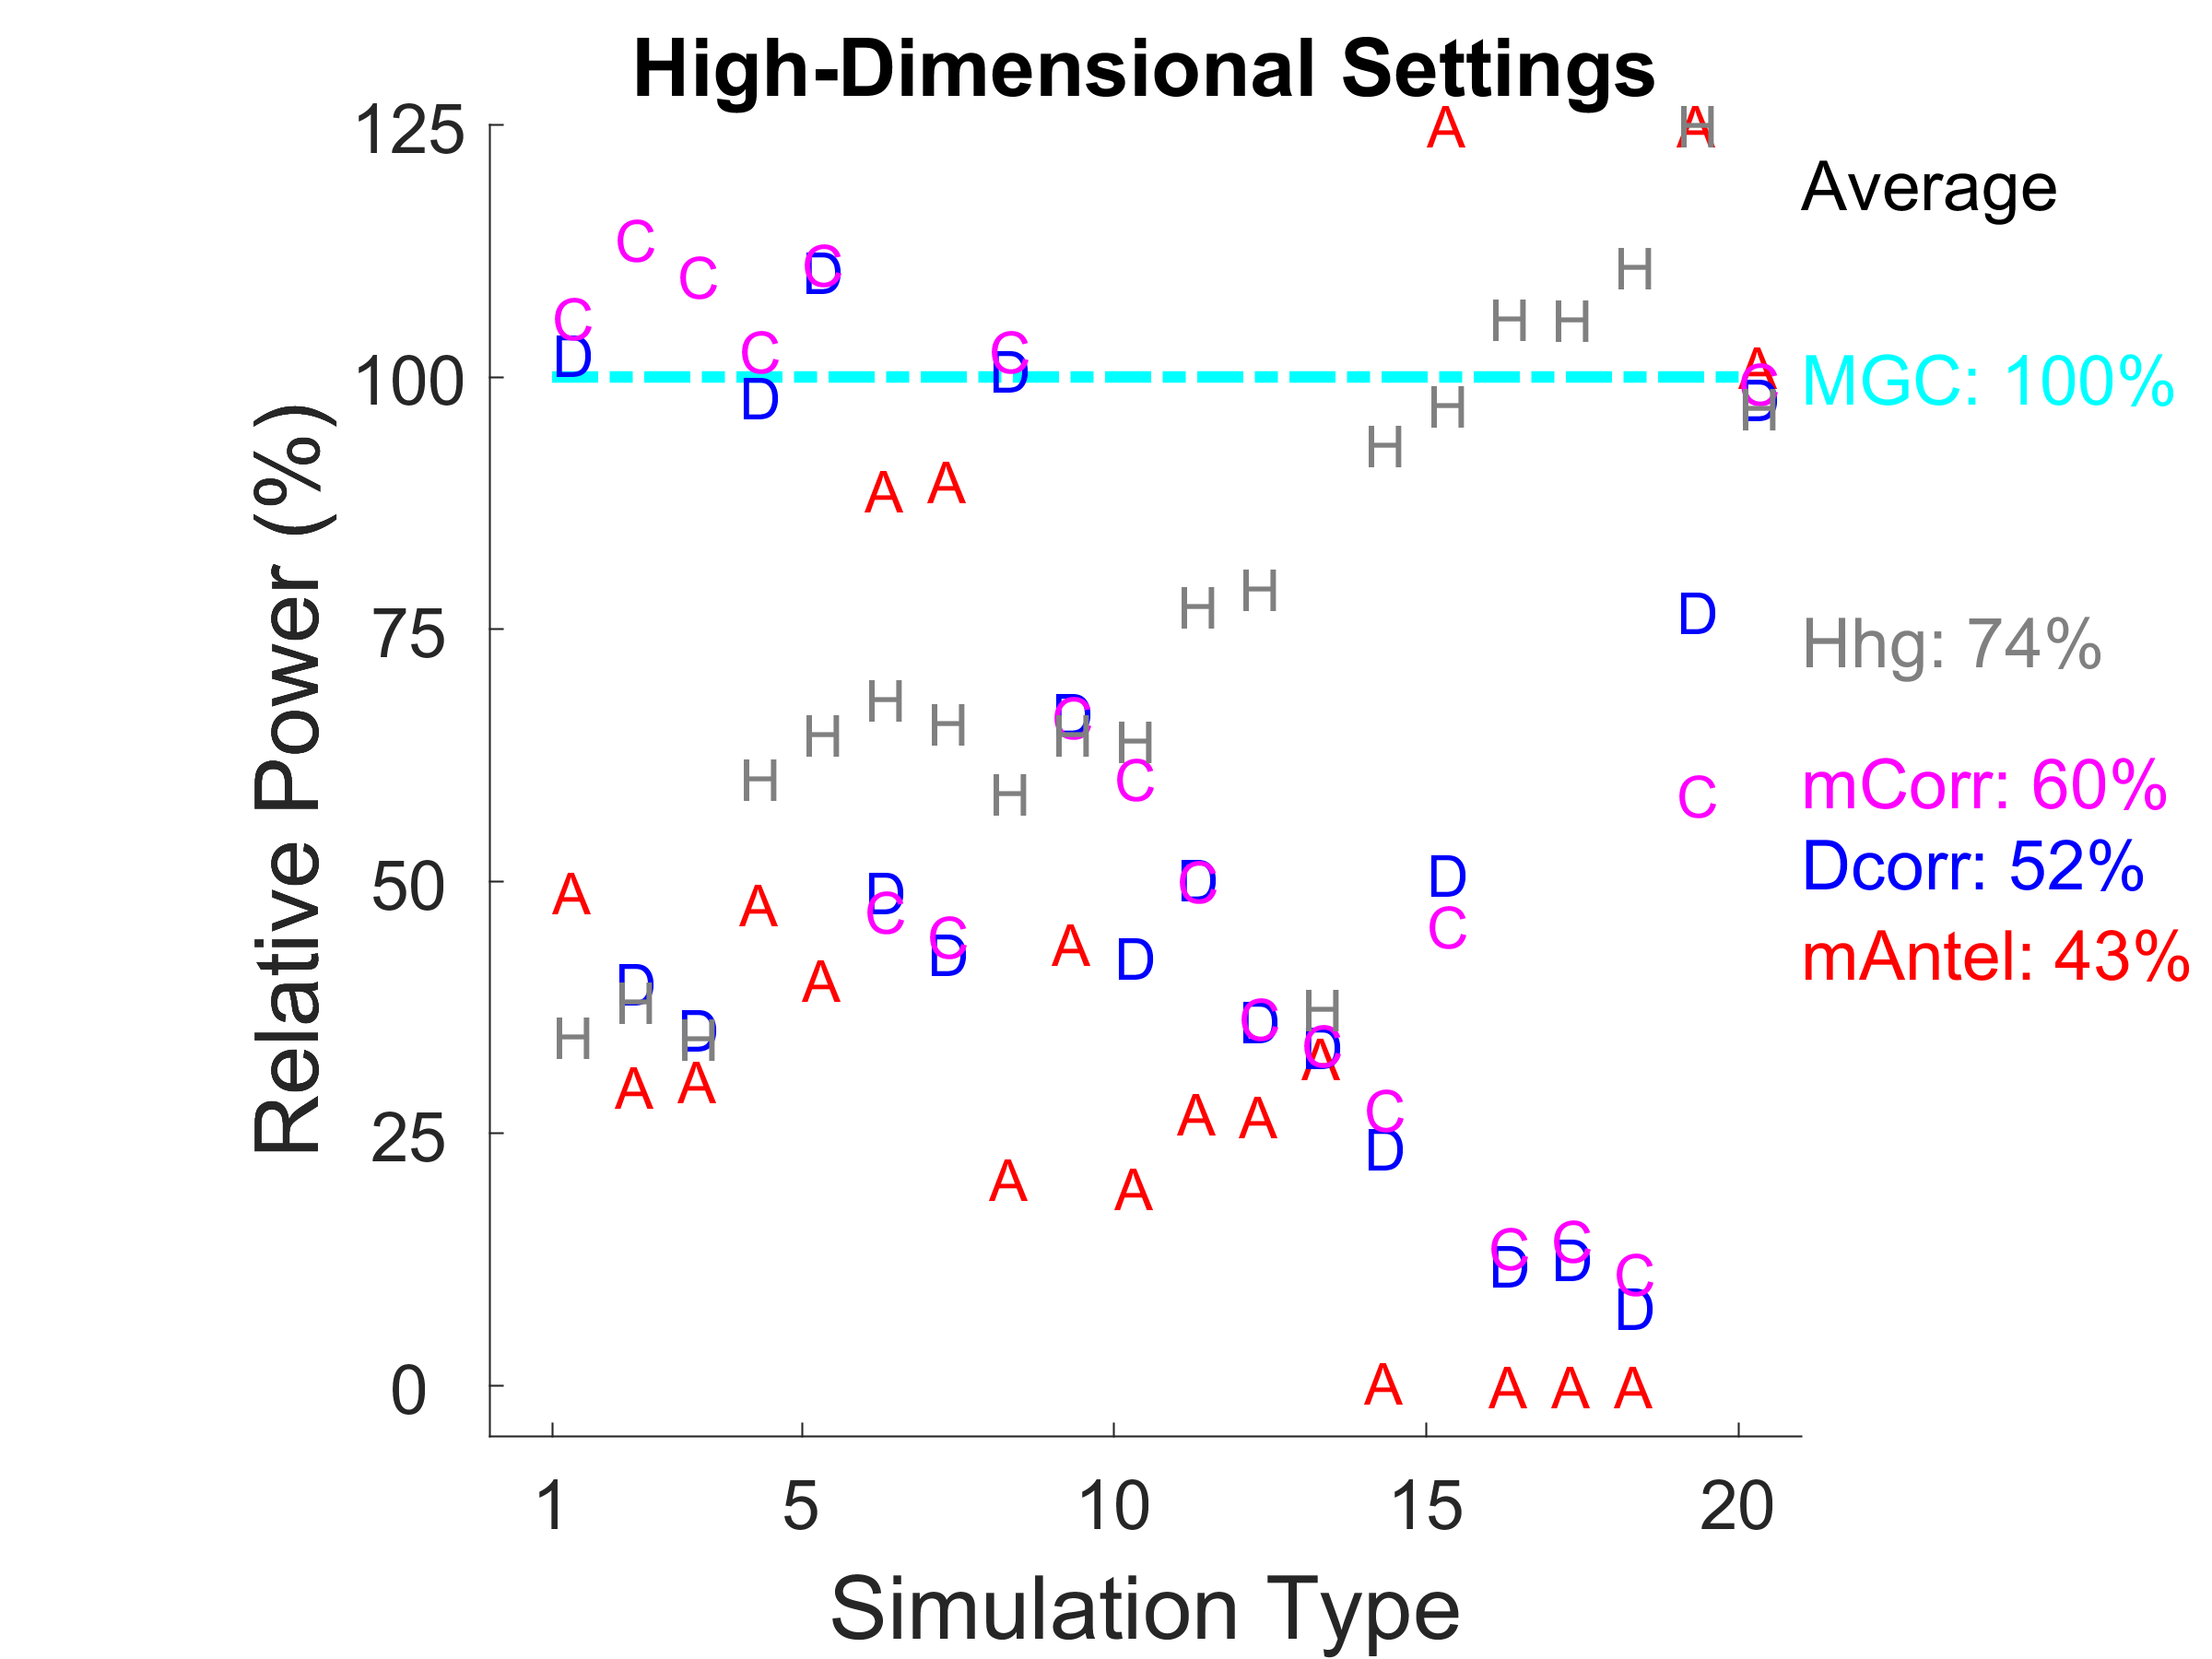 High-Dimensional Settings
125
100
75
50
25
0
Relative Power (%)
1 5 10 15 20
Simulation Type
Average
MGC: 100%
Hhg: 74%
mCorr: 60%
Dcorr: 52%
mAntel: 43%